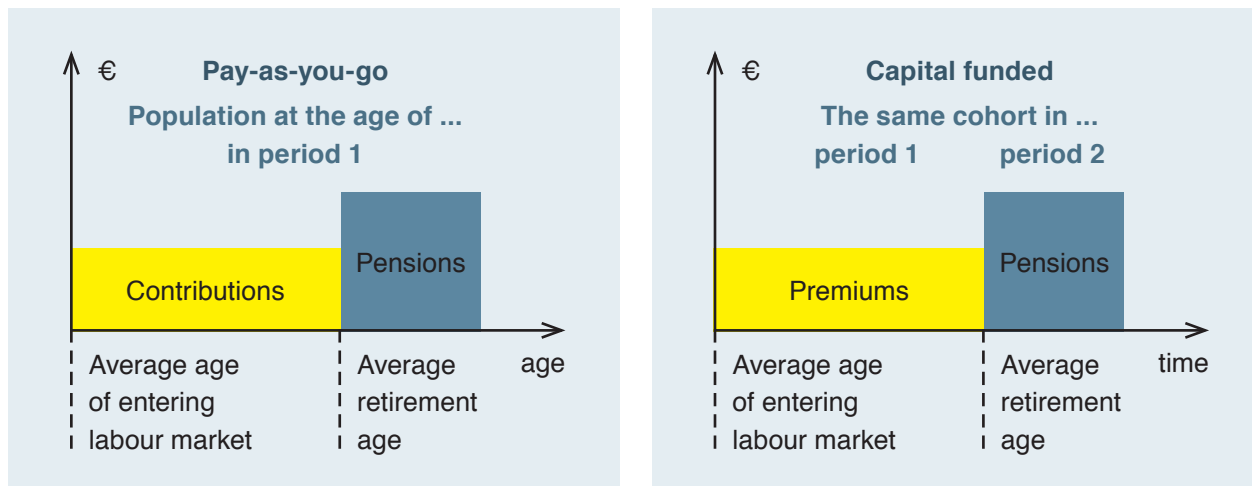 € Pay-as-you-go
Population at the age of ...
in period 1
Pensions
Contributions
age
Average age
of entering
labour market
Average
retirement
age
€ Capital funded
The same cohort in ...
period 1 period 2
Pensions
Premiums
time
Average age
of entering
labour market
Average
retirement
age